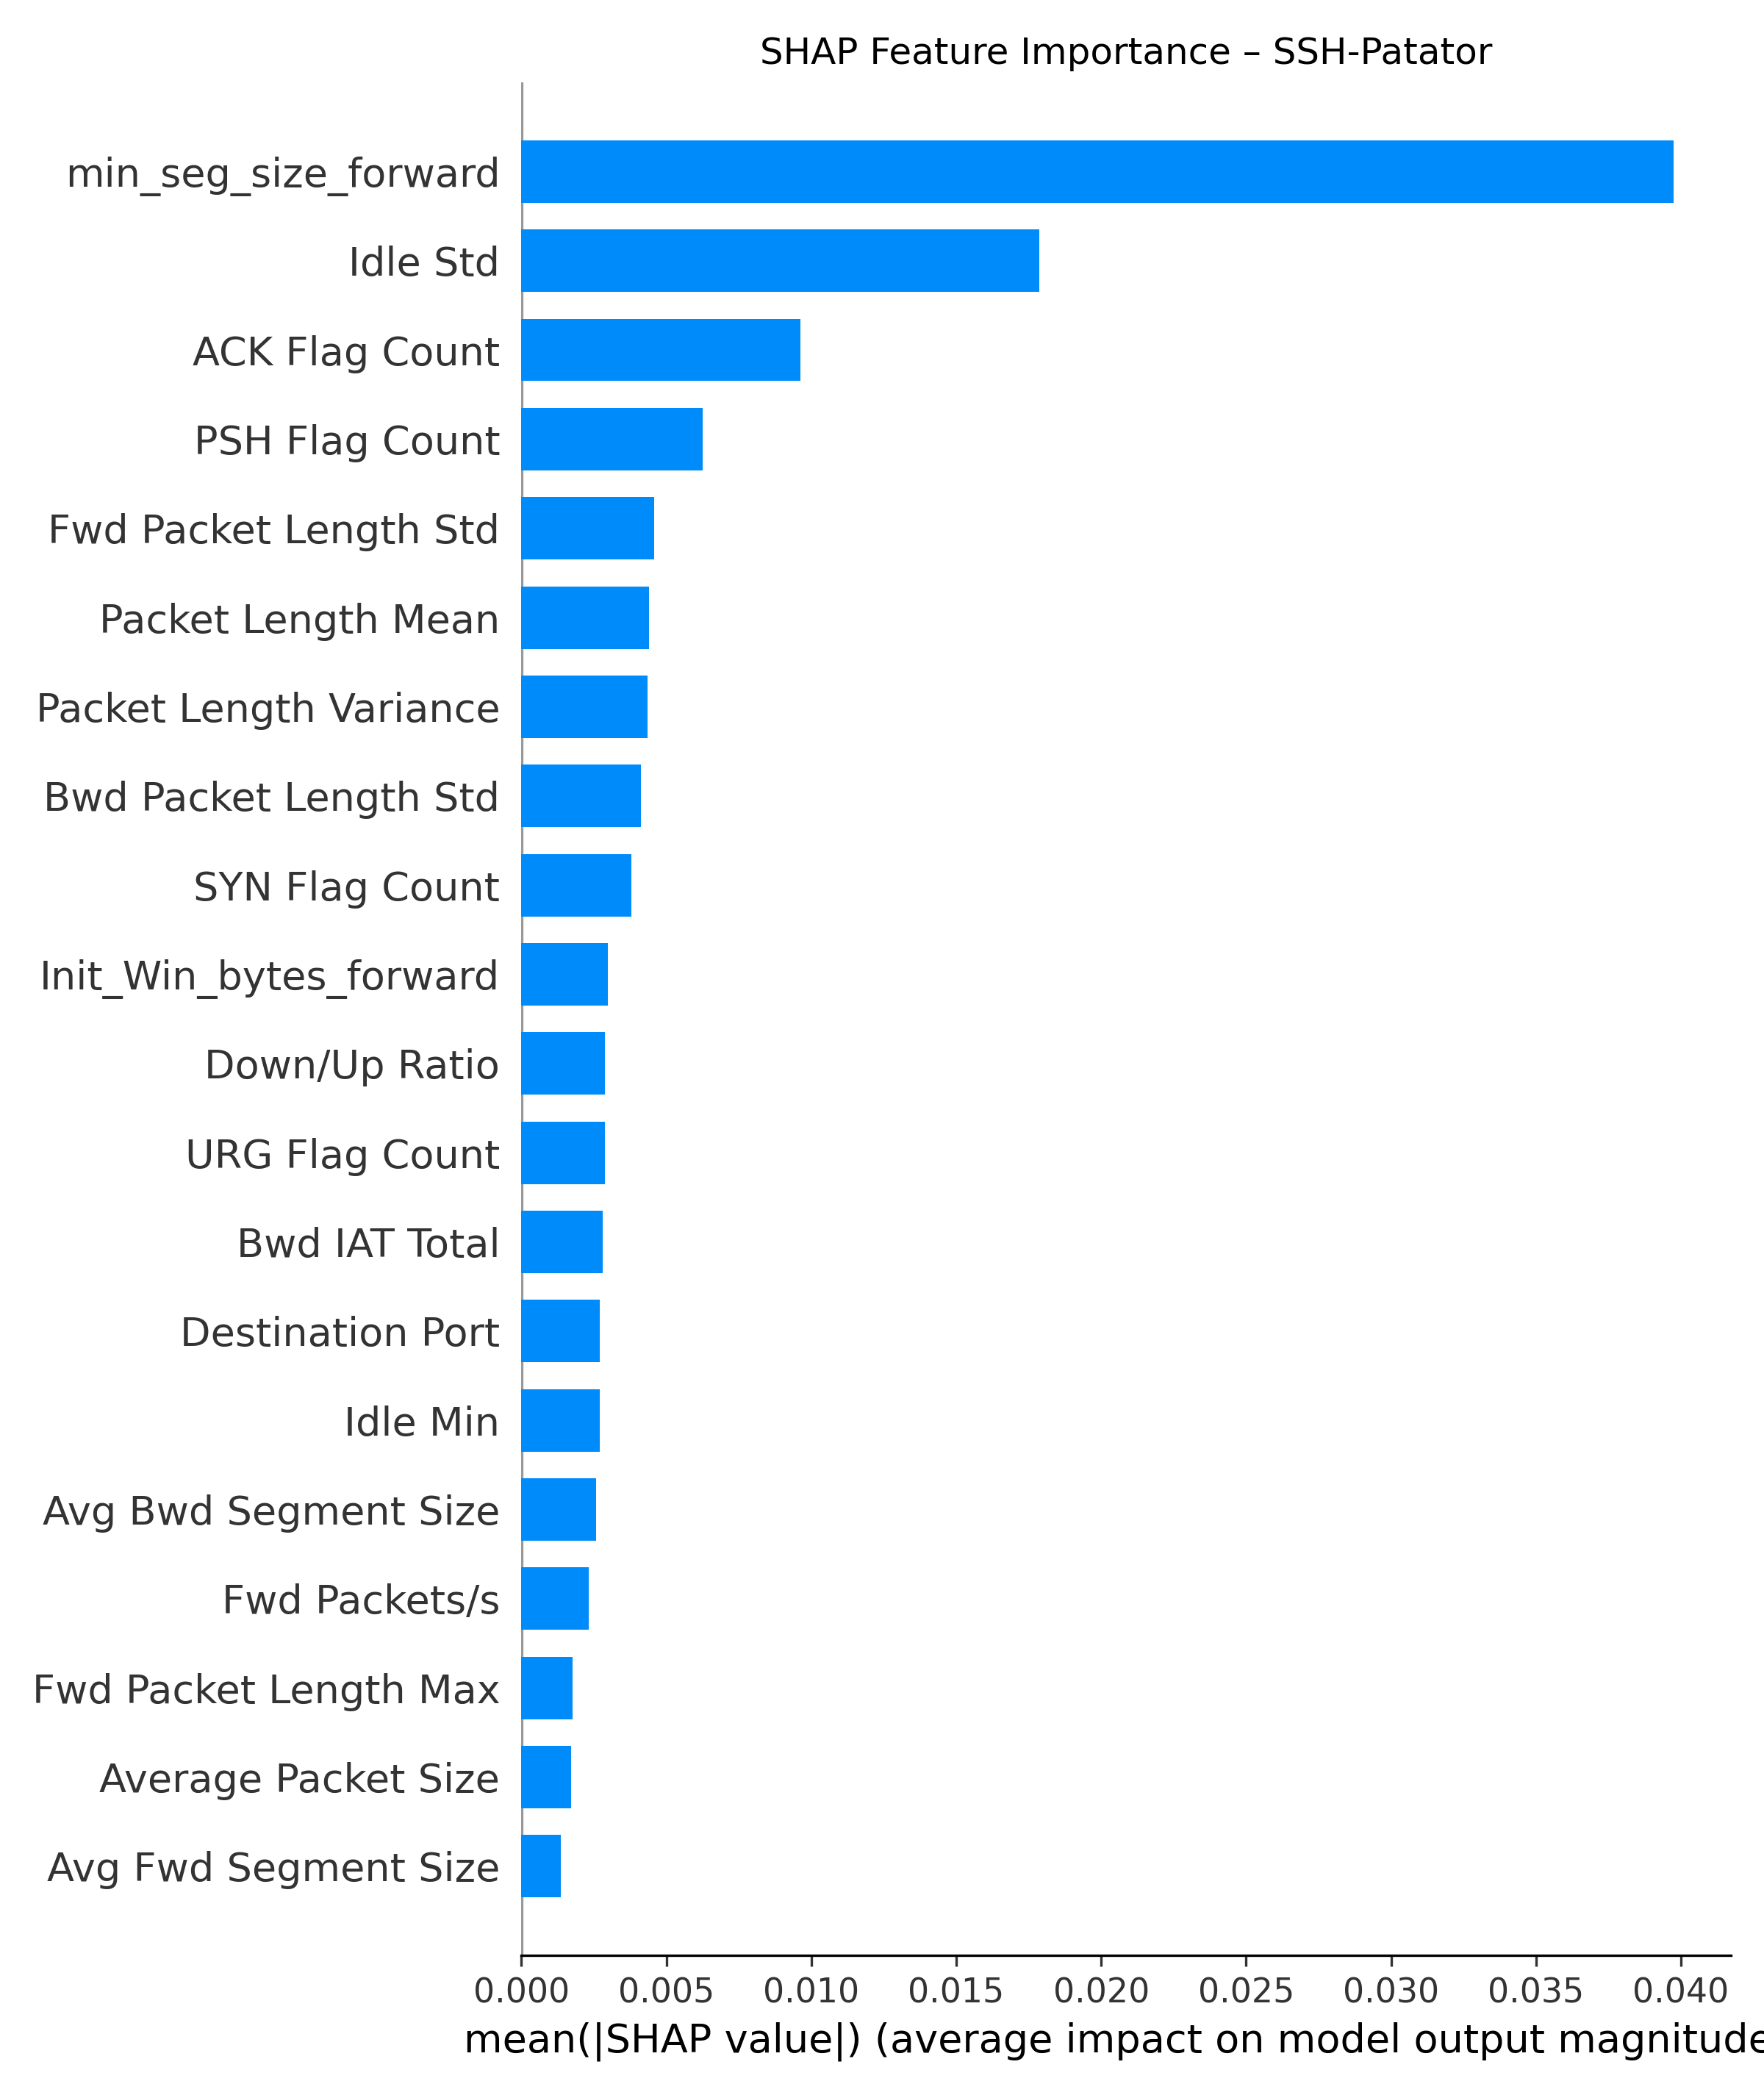 SHAP Feature Importance – SSH-Patator
min_seg_size_forward
Idle Std
ACK Flag Count
PSH Flag Count
Fwd Packet Length Std
Packet Length Mean
Packet Length Variance
Bwd Packet Length Std
SYN Flag Count
Init_Win_bytes_forward
Down/Up Ratio
URG Flag Count
Bwd IAT Total
Destination Port
Idle Min
Avg Bwd Segment Size
Fwd Packets/s
Fwd Packet Length Max
Average Packet Size
Avg Fwd Segment Size
0.000 0.005 0.010 0.015 0.020 0.025 0.030 0.035 0.040
mean(|SHAP value|) (average impact on model output magnitude